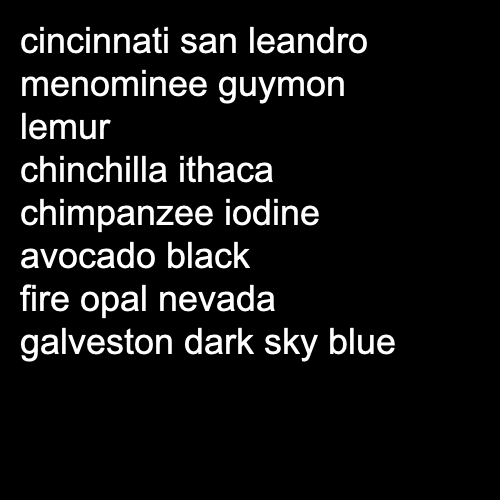 cincinnati san leandro
menominee guymon
lemur
chinchilla ithaca
chimpanzee iodine
avocado black
fire opal nevada
galveston dark sky blue